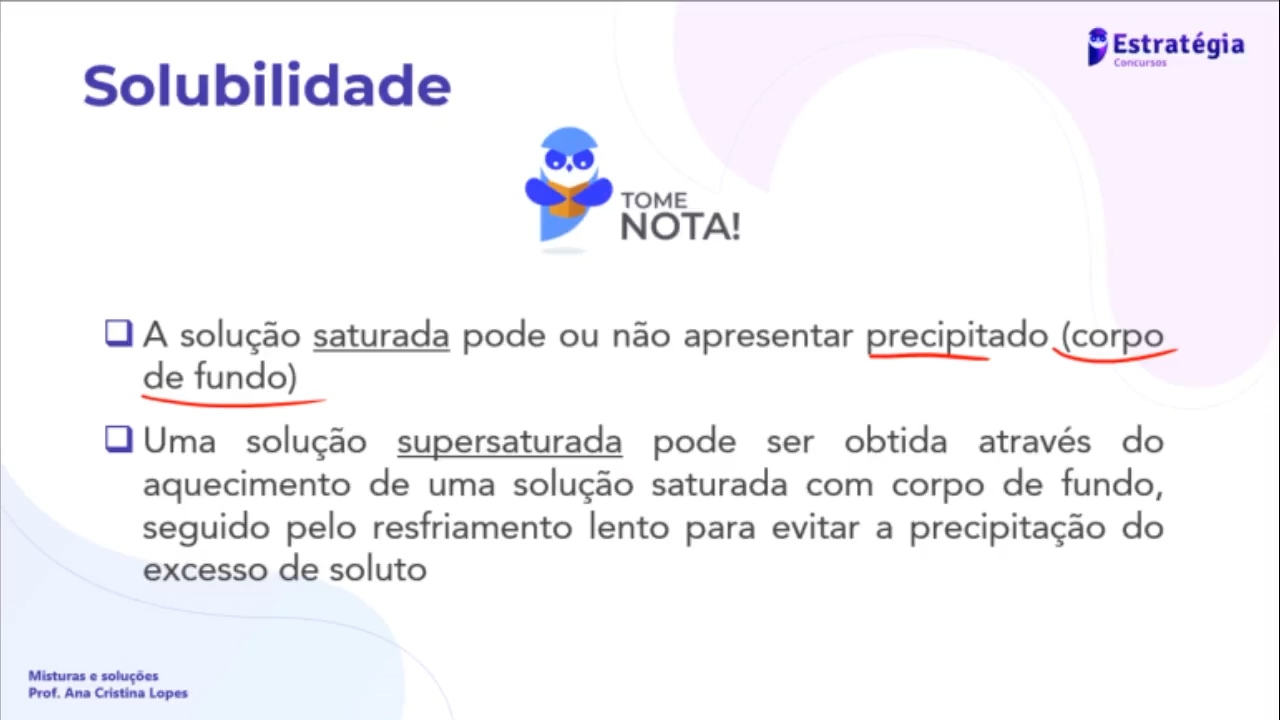 Estratégia
Concursos
Solubilidade
TOME
NOTA!
A solução saturada pode ou não apresentar precipitado (corpo
de fundo)
Uma solução supersaturada pode ser obtida através do
aquecimento de uma solução saturada com corpo de fundo,
seguido pelo resfriamento lento para evitar a precipitação do
excesso de soluto
Misturas e soluções
Prof. Ana Cristina Lopes